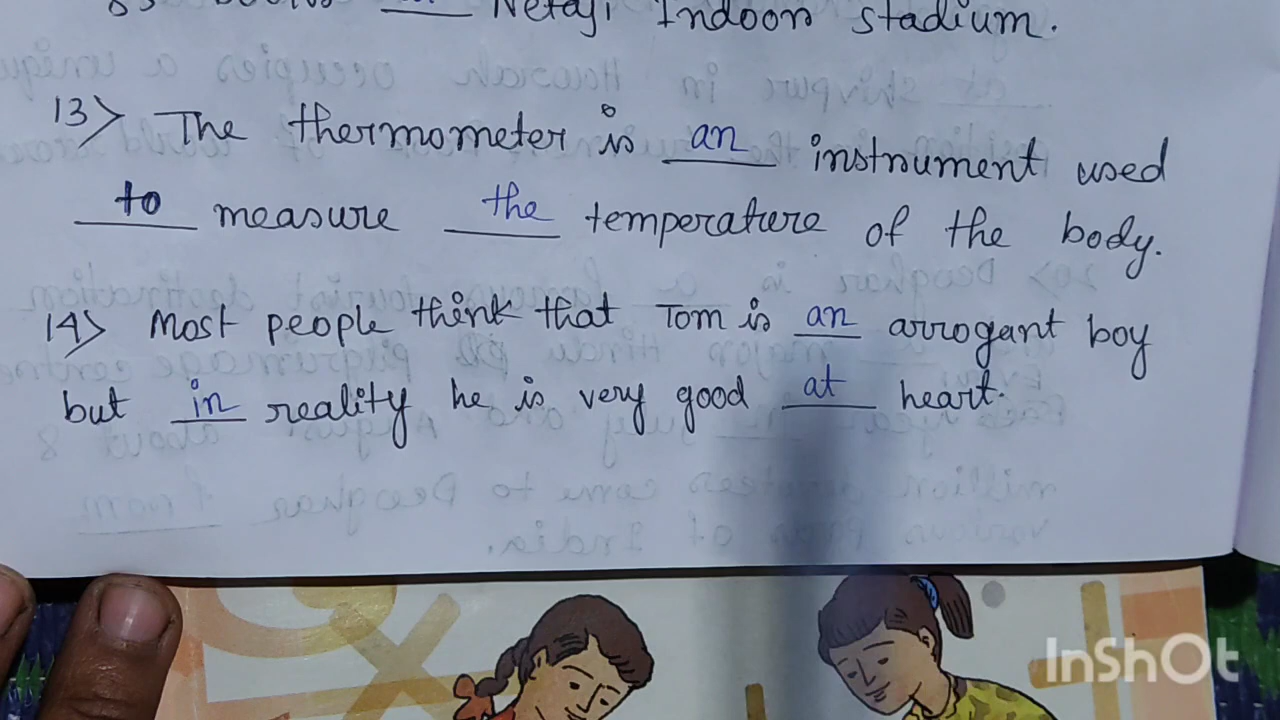 Netaji Indoor stadium.
13> The thermometer is an instrument used
to measure the temperature of the body.
14> Most people think that Tom is an arrogant boy
but in reality he is very good at heart.
InShOt